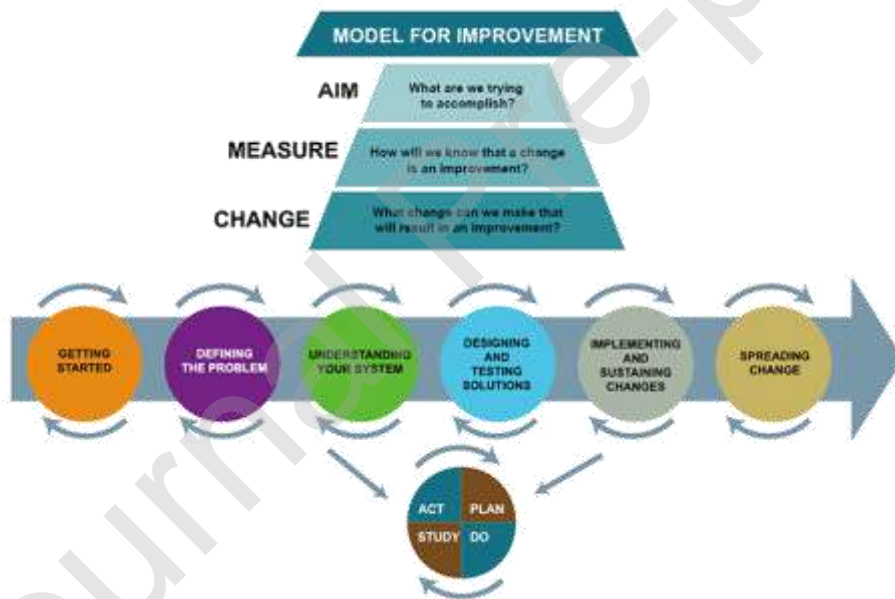 MODEL FOR IMPROVEMENT
AIM
What are we trying
to accomplish?
MEASURE
How will we know that a change
is an improvement?
CHANGE
What change can we make that
will result in an improvement?
GETTING
STARTED
DEFINING
THE PROBLEM
UNDERSTANDING
YOUR SYSTEM
DESIGNING
AND
TESTING
SOLUTIONS
IMPLEMENTING
AND
SUSTAINING
CHANGES
SPREADING
CHANGE
ACT
PLAN
STUDY
DO
ournal Pre-p